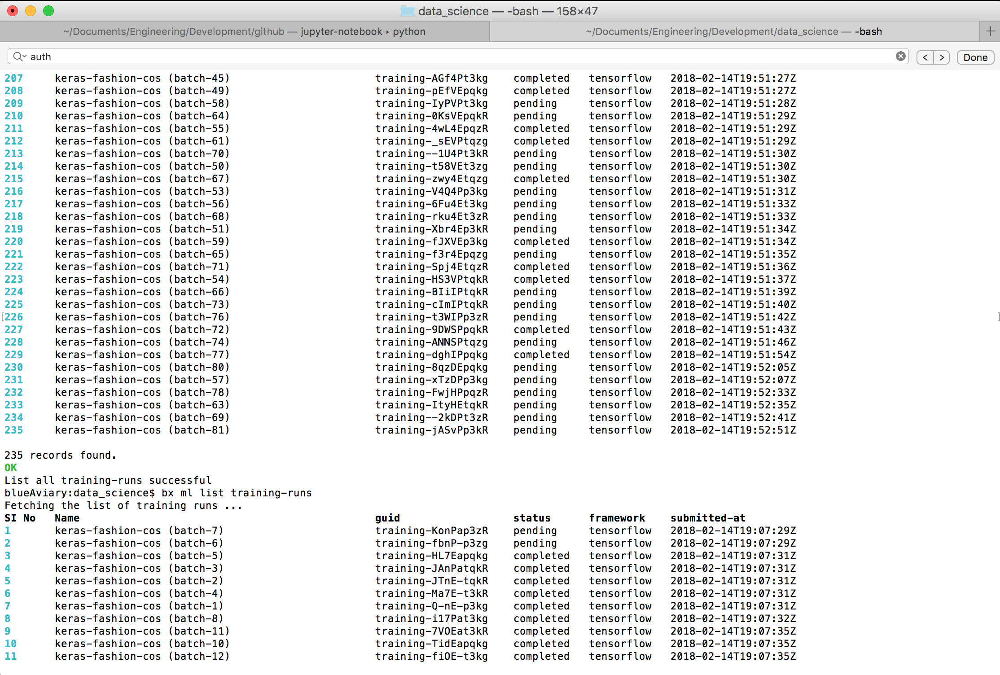 data_science — -bash — 158×47
~/Documents/Engineering/Development/github — jupyter-notebook ▸ python
~/Documents/Engineering/Development/data_science — -bash
auth
< > Done
207 keras-fashion-cos (batch-45) training-AGf4Pt3kg completed tensorflow 2018-02-14T19:51:27Z
208 keras-fashion-cos (batch-49) training-pEfVEpqkg completed tensorflow 2018-02-14T19:51:27Z
209 keras-fashion-cos (batch-58) training-IyPVPt3kg pending tensorflow 2018-02-14T19:51:28Z
210 keras-fashion-cos (batch-64) training-0KsVEpqkR pending tensorflow 2018-02-14T19:51:29Z
211 keras-fashion-cos (batch-55) training-4wL4EpqzR completed tensorflow 2018-02-14T19:51:29Z
212 keras-fashion-cos (batch-61) training-_sEVPtqzg completed tensorflow 2018-02-14T19:51:29Z
213 keras-fashion-cos (batch-70) training--1U4Pt3kR pending tensorflow 2018-02-14T19:51:30Z
214 keras-fashion-cos (batch-50) training-t58VEt3zg pending tensorflow 2018-02-14T19:51:30Z
215 keras-fashion-cos (batch-67) training-zwy4Etqzg completed tensorflow 2018-02-14T19:51:30Z
216 keras-fashion-cos (batch-53) training-V4Q4Pp3kg pending tensorflow 2018-02-14T19:51:31Z
217 keras-fashion-cos (batch-56) training-6Fu4Et3kg pending tensorflow 2018-02-14T19:51:33Z
218 keras-fashion-cos (batch-68) training-rku4Et3zR pending tensorflow 2018-02-14T19:51:33Z
219 keras-fashion-cos (batch-51) training-Xbr4Ep3kR pending tensorflow 2018-02-14T19:51:34Z
220 keras-fashion-cos (batch-59) training-fJXVEp3kg completed tensorflow 2018-02-14T19:51:34Z
221 keras-fashion-cos (batch-65) training-f3r4Epqzg pending tensorflow 2018-02-14T19:51:35Z
222 keras-fashion-cos (batch-71) training-Spj4EtqzR completed tensorflow 2018-02-14T19:51:36Z
223 keras-fashion-cos (batch-54) training-HS3VPtqkR completed tensorflow 2018-02-14T19:51:37Z
224 keras-fashion-cos (batch-66) training-BIiIPtqkR pending tensorflow 2018-02-14T19:51:39Z
225 keras-fashion-cos (batch-73) training-cImIPtqkR pending tensorflow 2018-02-14T19:51:40Z
[226 keras-fashion-cos (batch-76) training-t3WIPp3zR pending tensorflow 2018-02-14T19:51:42Z ]
227 keras-fashion-cos (batch-72) training-9DWSPpqkR completed tensorflow 2018-02-14T19:51:43Z
228 keras-fashion-cos (batch-74) training-ANNSPtqzg pending tensorflow 2018-02-14T19:51:46Z
229 keras-fashion-cos (batch-77) training-dghIPpqkg completed tensorflow 2018-02-14T19:51:54Z
230 keras-fashion-cos (batch-80) training-8qzDEpqkg pending tensorflow 2018-02-14T19:52:05Z
231 keras-fashion-cos (batch-57) training-xTzDPp3kg pending tensorflow 2018-02-14T19:52:07Z
232 keras-fashion-cos (batch-78) training-FwjHPpqzR pending tensorflow 2018-02-14T19:52:33Z
233 keras-fashion-cos (batch-63) training-ItyHEtqkR pending tensorflow 2018-02-14T19:52:35Z
234 keras-fashion-cos (batch-69) training--2kDPt3zR pending tensorflow 2018-02-14T19:52:41Z
235 keras-fashion-cos (batch-81) training-jASvPp3kR pending tensorflow 2018-02-14T19:52:51Z
235 records found.
OK
List all training-runs successful
blueAviary:data_science$ bx ml list training-runs
Fetching the list of training runs ...
SI No Name guid status framework submitted-at
1 keras-fashion-cos (batch-7) training-KonPap3zR pending tensorflow 2018-02-14T19:07:29Z
2 keras-fashion-cos (batch-6) training-fbnP-p3zg pending tensorflow 2018-02-14T19:07:29Z
3 keras-fashion-cos (batch-5) training-HL7Eapqkg completed tensorflow 2018-02-14T19:07:31Z
4 keras-fashion-cos (batch-3) training-JAnPatqkR completed tensorflow 2018-02-14T19:07:31Z
5 keras-fashion-cos (batch-2) training-JTnE-tqkR completed tensorflow 2018-02-14T19:07:31Z
6 keras-fashion-cos (batch-4) training-Ma7E-t3kR completed tensorflow 2018-02-14T19:07:31Z
7 keras-fashion-cos (batch-1) training-Q-nE-p3kg completed tensorflow 2018-02-14T19:07:31Z
8 keras-fashion-cos (batch-8) training-i17Pat3kg completed tensorflow 2018-02-14T19:07:32Z
9 keras-fashion-cos (batch-11) training-7VOEat3kR completed tensorflow 2018-02-14T19:07:35Z
10 keras-fashion-cos (batch-10) training-TidEapqkg completed tensorflow 2018-02-14T19:07:35Z
11 keras-fashion-cos (batch-12) training-fiOE-t3kg completed tensorflow 2018-02-14T19:07:35Z